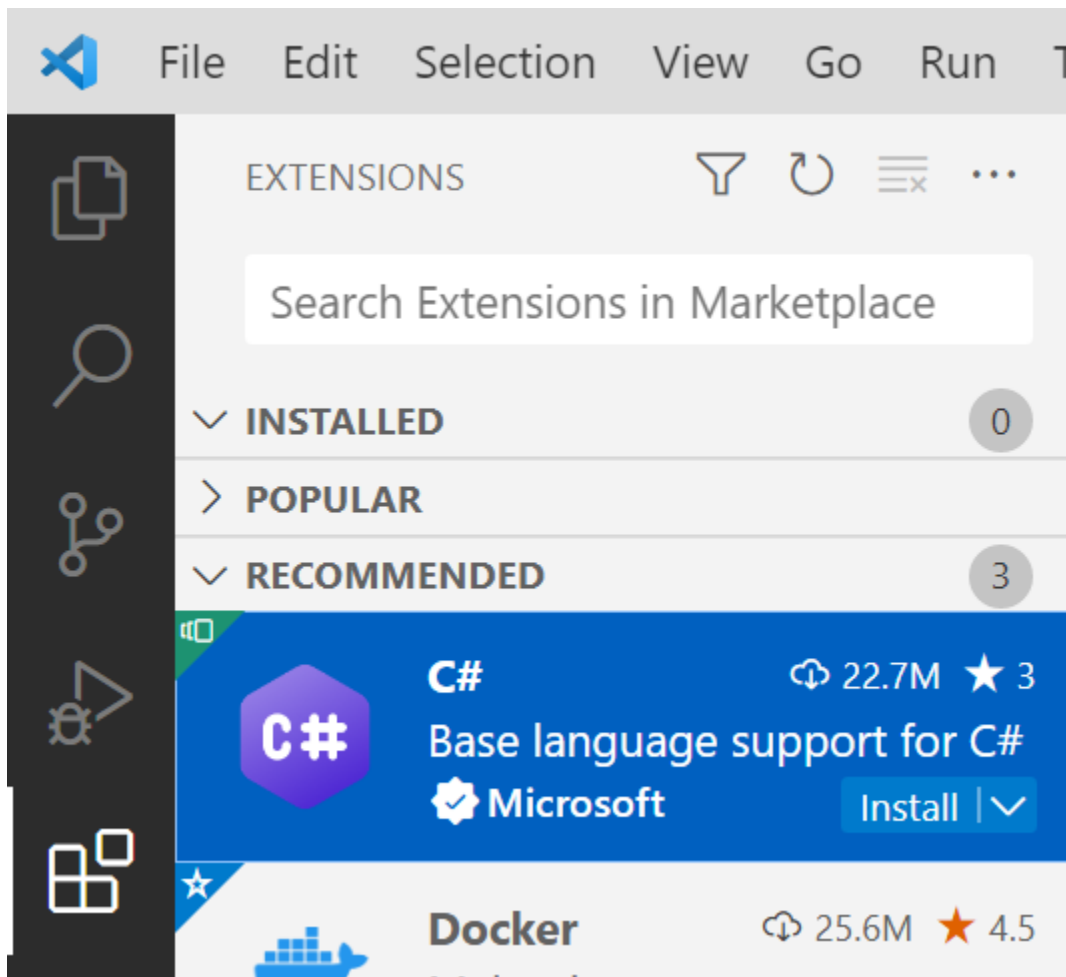 File Edit Selection View Go Run
EXTENSIONS
Search Extensions in Marketplace
INSTALLED 0
POPULAR
RECOMMENDED 3
C# 22.7M 3
C#
Base language support for C#
Microsoft Install
Docker 25.6M 4.5